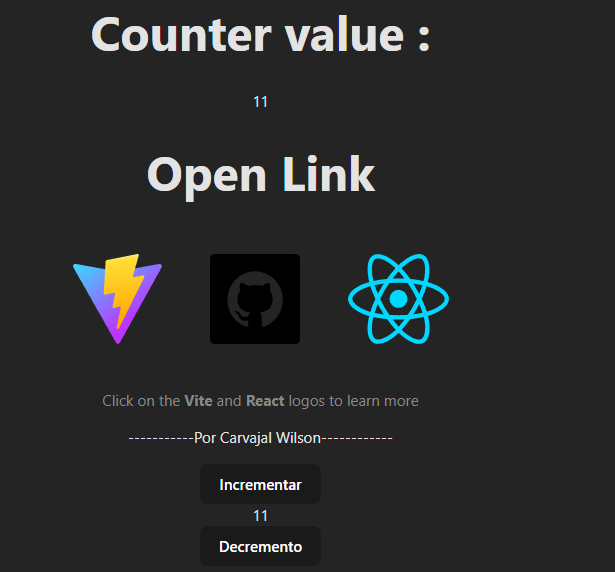 Counter value :
11
Open Link
Click on the Vite and React logos to learn more
-----------Por Carvajal Wilson------------
Incrementar
11
Decremento